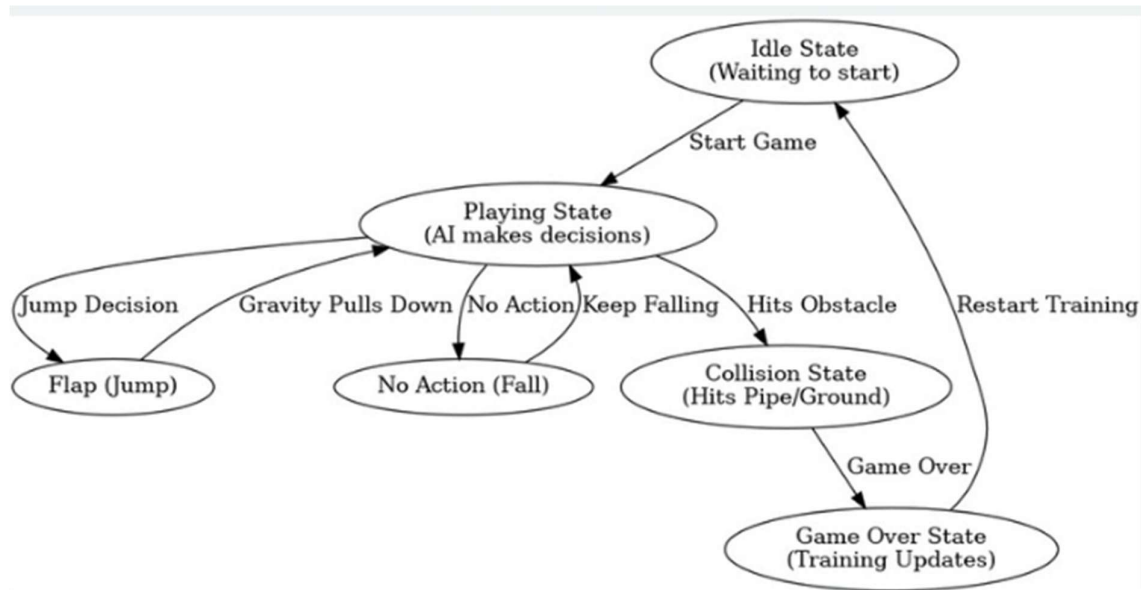 Idle State
(Waiting to start)
Start Game
Playing State
(AI makes decisions)
Jump Decision
Gravity Pulls Down
No Action
Keep Falling
Hits Obstacle
Restart Training
Flap (Jump)
No Action (Fall)
Collision State
(Hits Pipe/Ground)
Game Over
Game Over State
(Training Updates)